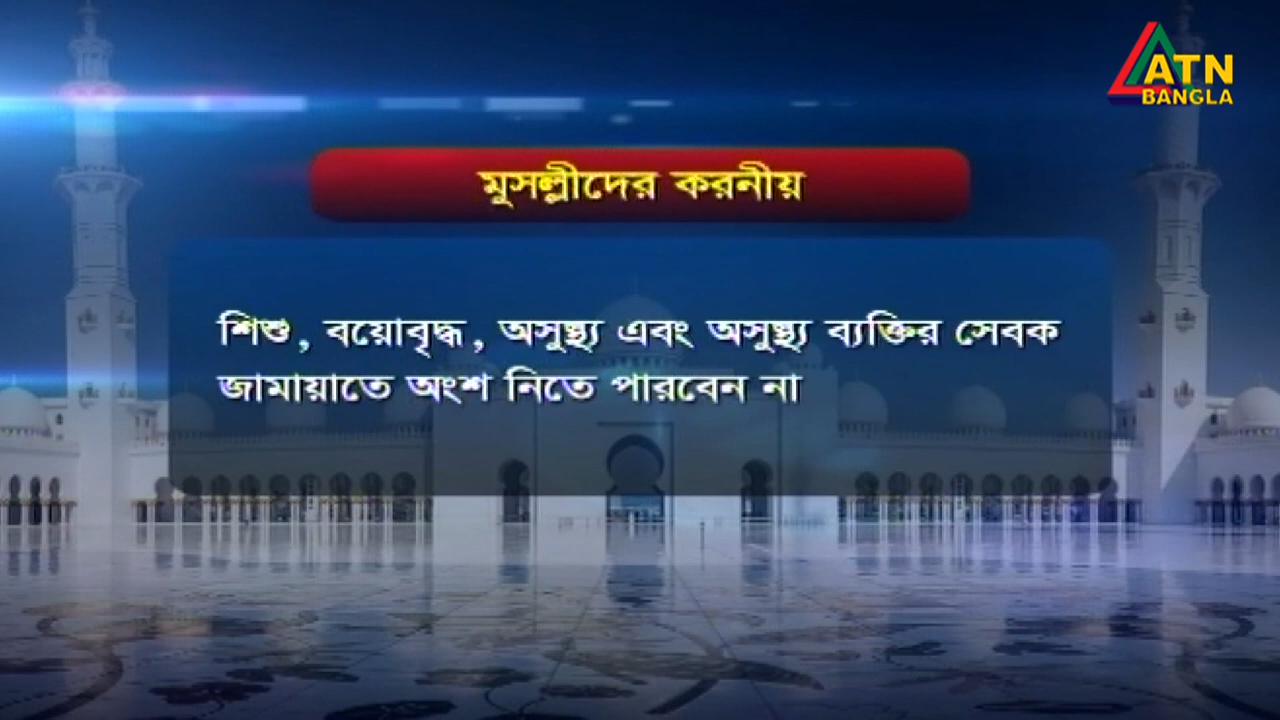 ATN
BANGLA
মুসল্লীদের করনীয়
শিশু, বয়োবৃদ্ধ, অসুষ্থ্য এবং অসুষ্থ্য ব্যক্তির সেবক
জামায়াতে অংশ নিতে পারবেন না